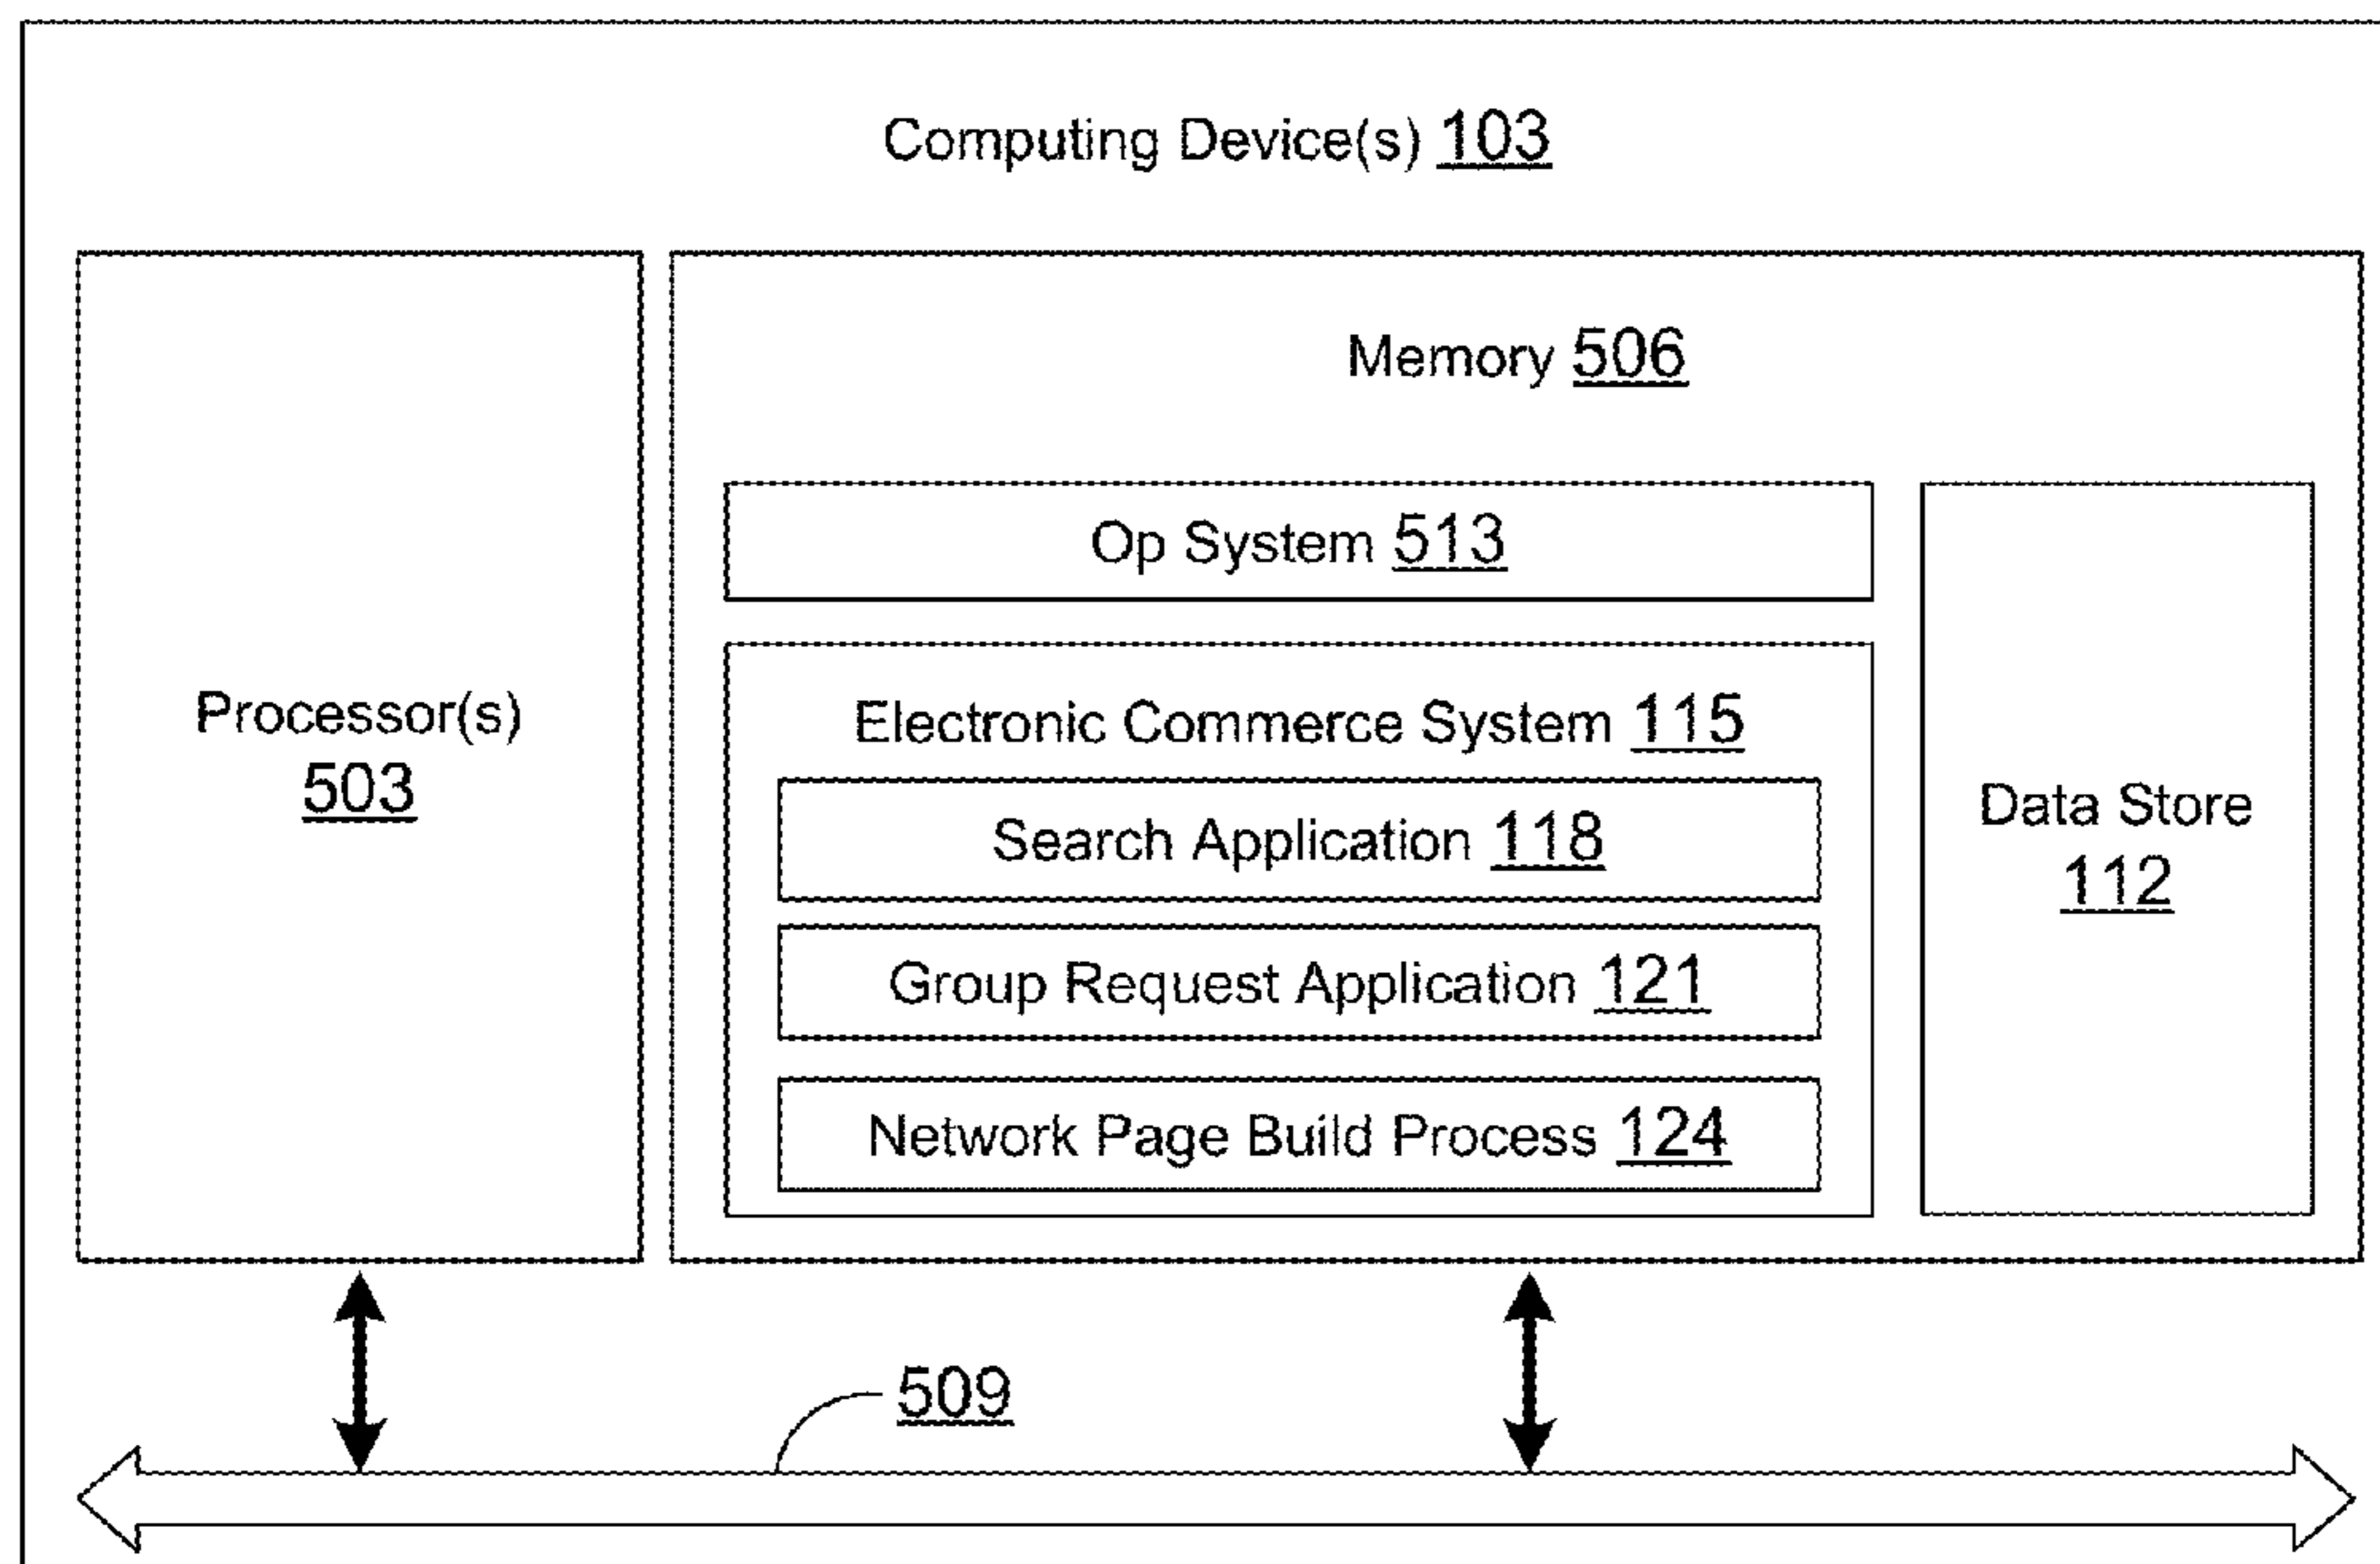 Computing Device(s) 103
Memory 506
Op System 513
Processor(s)
503
Electronic Commerce System 115
Search Application 118
Group Request Application 121
Network Page Build Process 124
Data Store
112
509